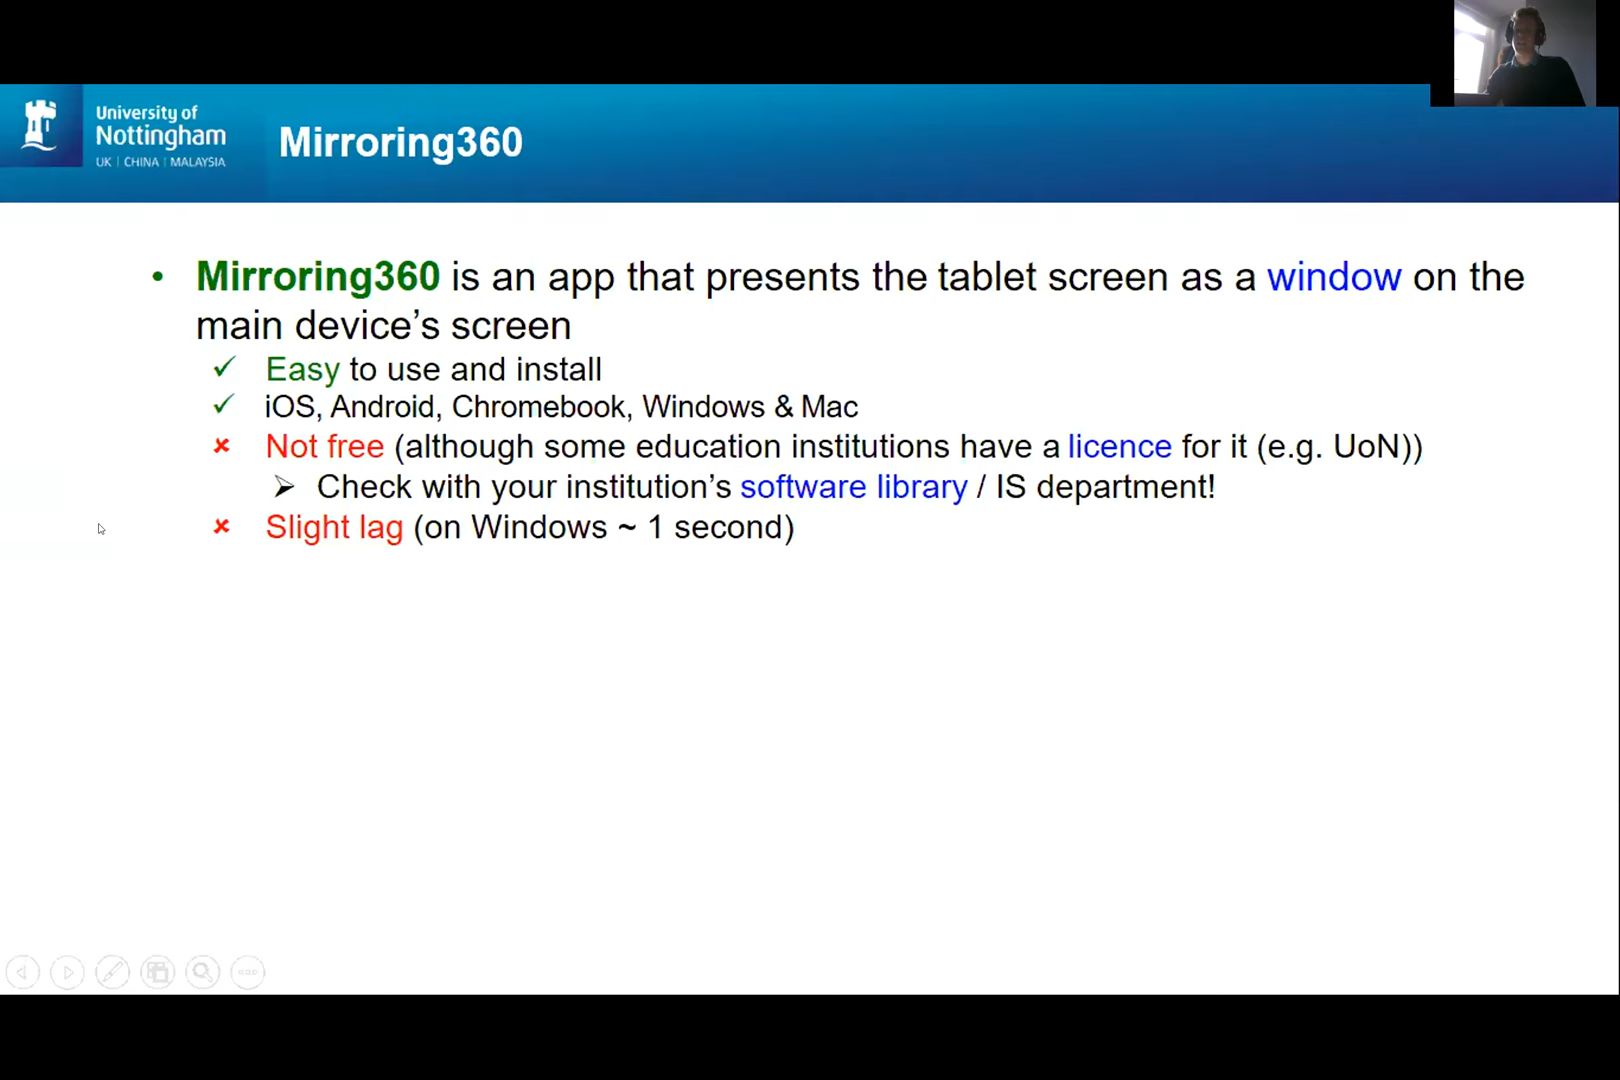 University of
Nottingham
UK | CHINA | MALAYSIA
Mirroring360
• Mirroring360 is an app that presents the tablet screen as a window on the
main device’s screen
✓ Easy to use and install
✓ iOS, Android, Chromebook, Windows & Mac
× Not free (although some education institutions have a licence for it (e.g. UoN))
➢ Check with your institution’s software library / IS department!
× Slight lag (on Windows ~ 1 second)